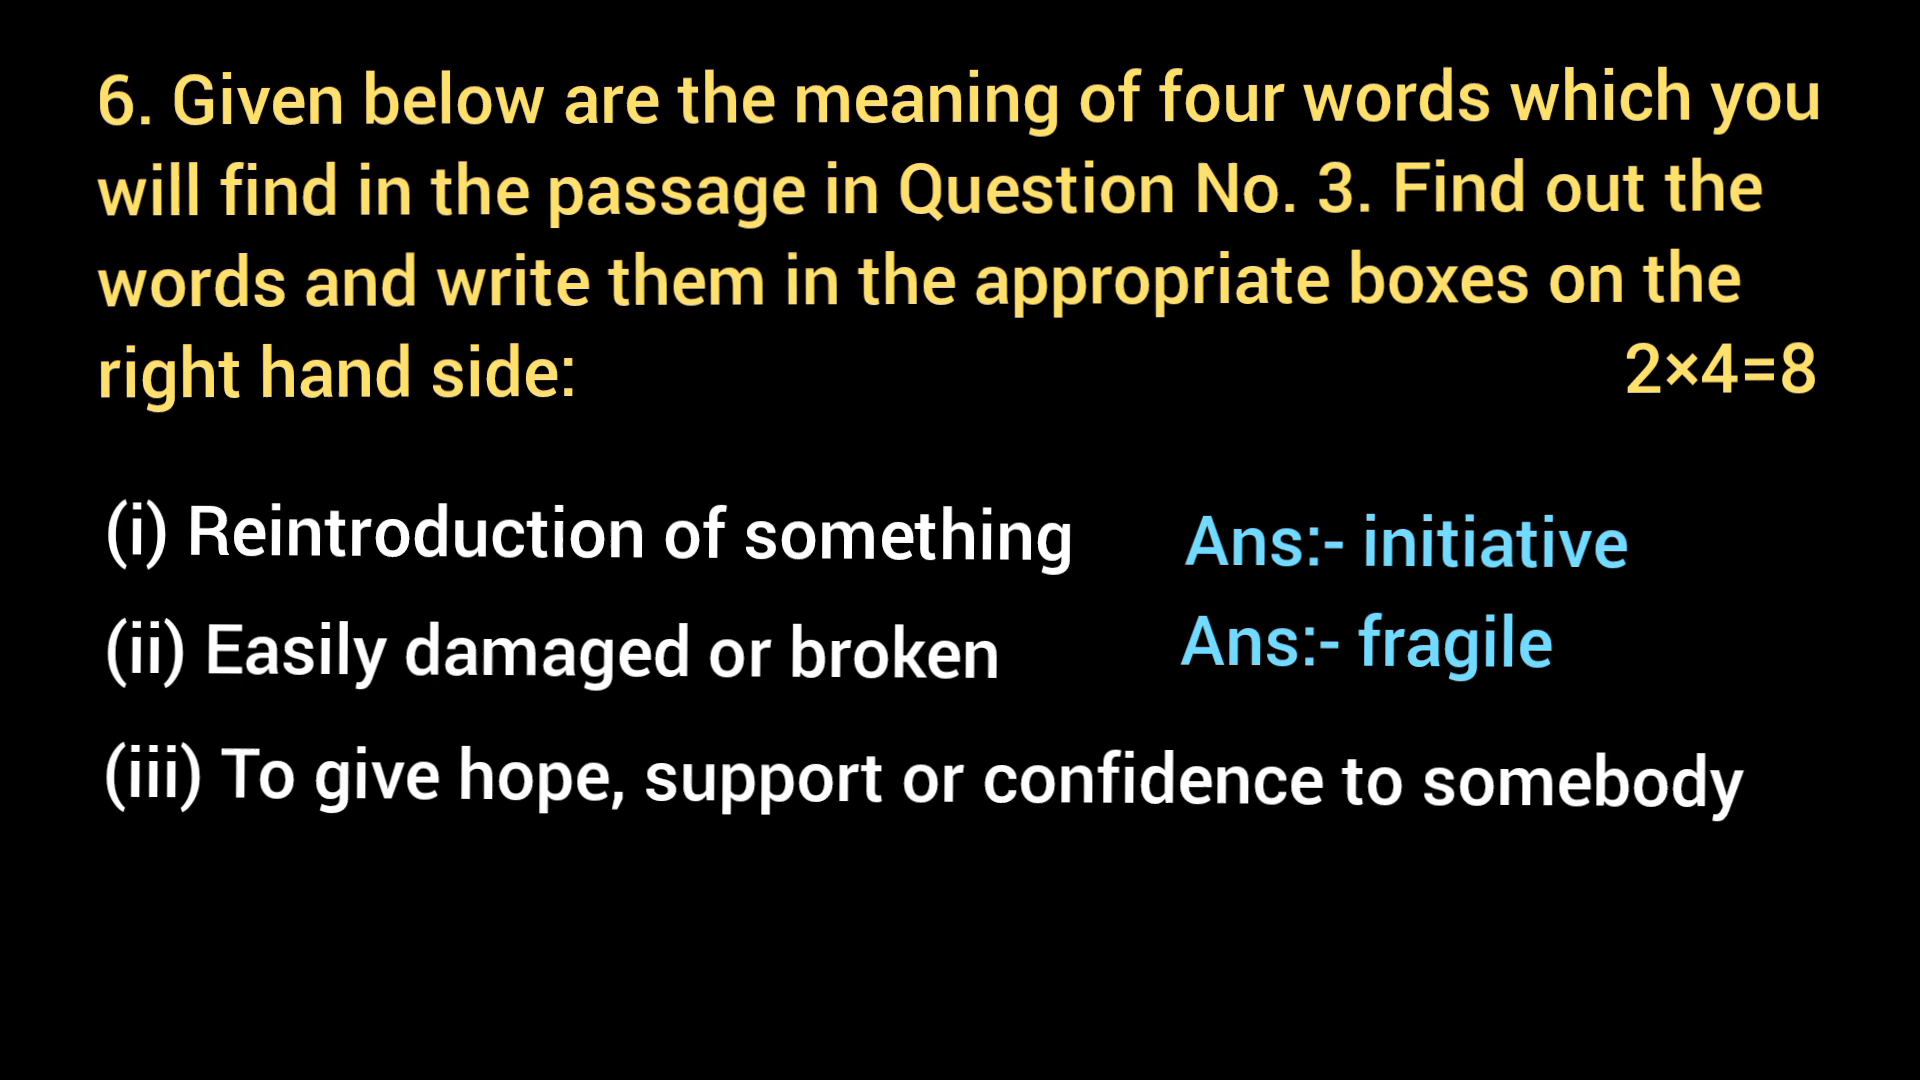 6. Given below are the meaning of four words which you
will find in the passage in Question No. 3. Find out the
words and write them in the appropriate boxes on the
right hand side: 2×4=8
(i) Reintroduction of something Ans:- initiative
(ii) Easily damaged or broken Ans:- fragile
(iii) To give hope, support or confidence to somebody